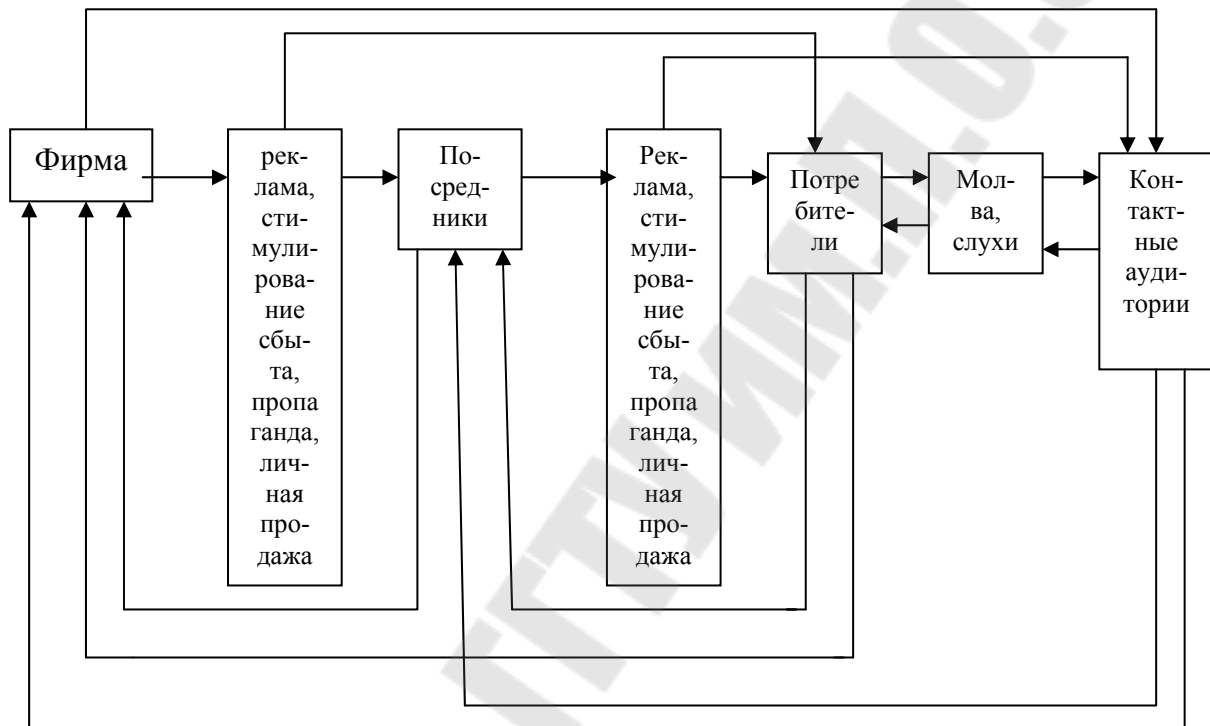 Фирма
рек-
лама,
сти-
мули-
рова-
ние
сбы-
та,
пропа
ганда,
лич-
ная
про-
дажа
По-
сред-
ники
Рек-
лама,
сти-
мули-
рова-
ние
сбы-
та,
пропа
ганда,
лич-
ная
про-
дажа
Потре
бите-
ли
Мол-
ва,
слухи
Кон-
такт-
ные
ауди-
тории
ГГТУ им.П.О.